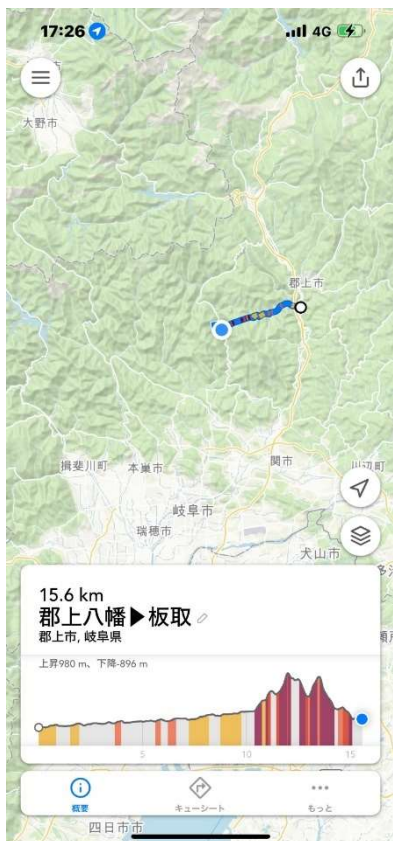 17:26
4G
大野市
郡上市
揖斐川町
本巣市
関市
川辺町
岐阜市
瑞穂市
犬山市
15.6 km
郡上八幡▶板取
郡上市, 岐阜県
上昇980 m、下降-896 m
5
10
15
概要
キューシート
もっと
四日市市